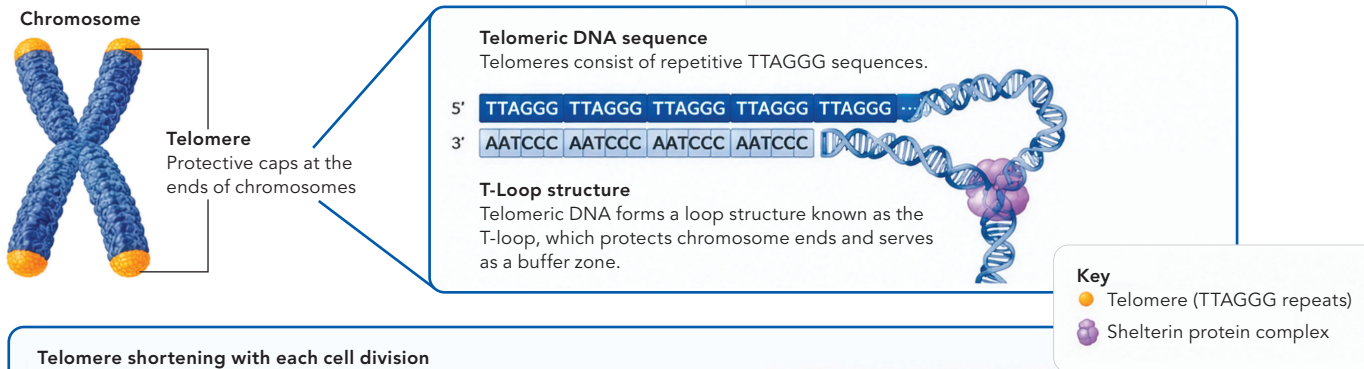 Chromosome
Telomere
Protective caps at the
ends of chromosomes
Telomeric DNA sequence
Telomeres consist of repetitive TTAGGG sequences.
5′ TTAGGG TTAGGG TTAGGG TTAGGG TTAGGG ...
3′ AATCCC AATCCC AATCCC AATCCC
T-Loop structure
Telomeric DNA forms a loop structure known as the
T-loop, which protects chromosome ends and serves
as a buffer zone.
Key
Telomere (TTAGGG repeats)
Shelterin protein complex
Telomere shortening with each cell division